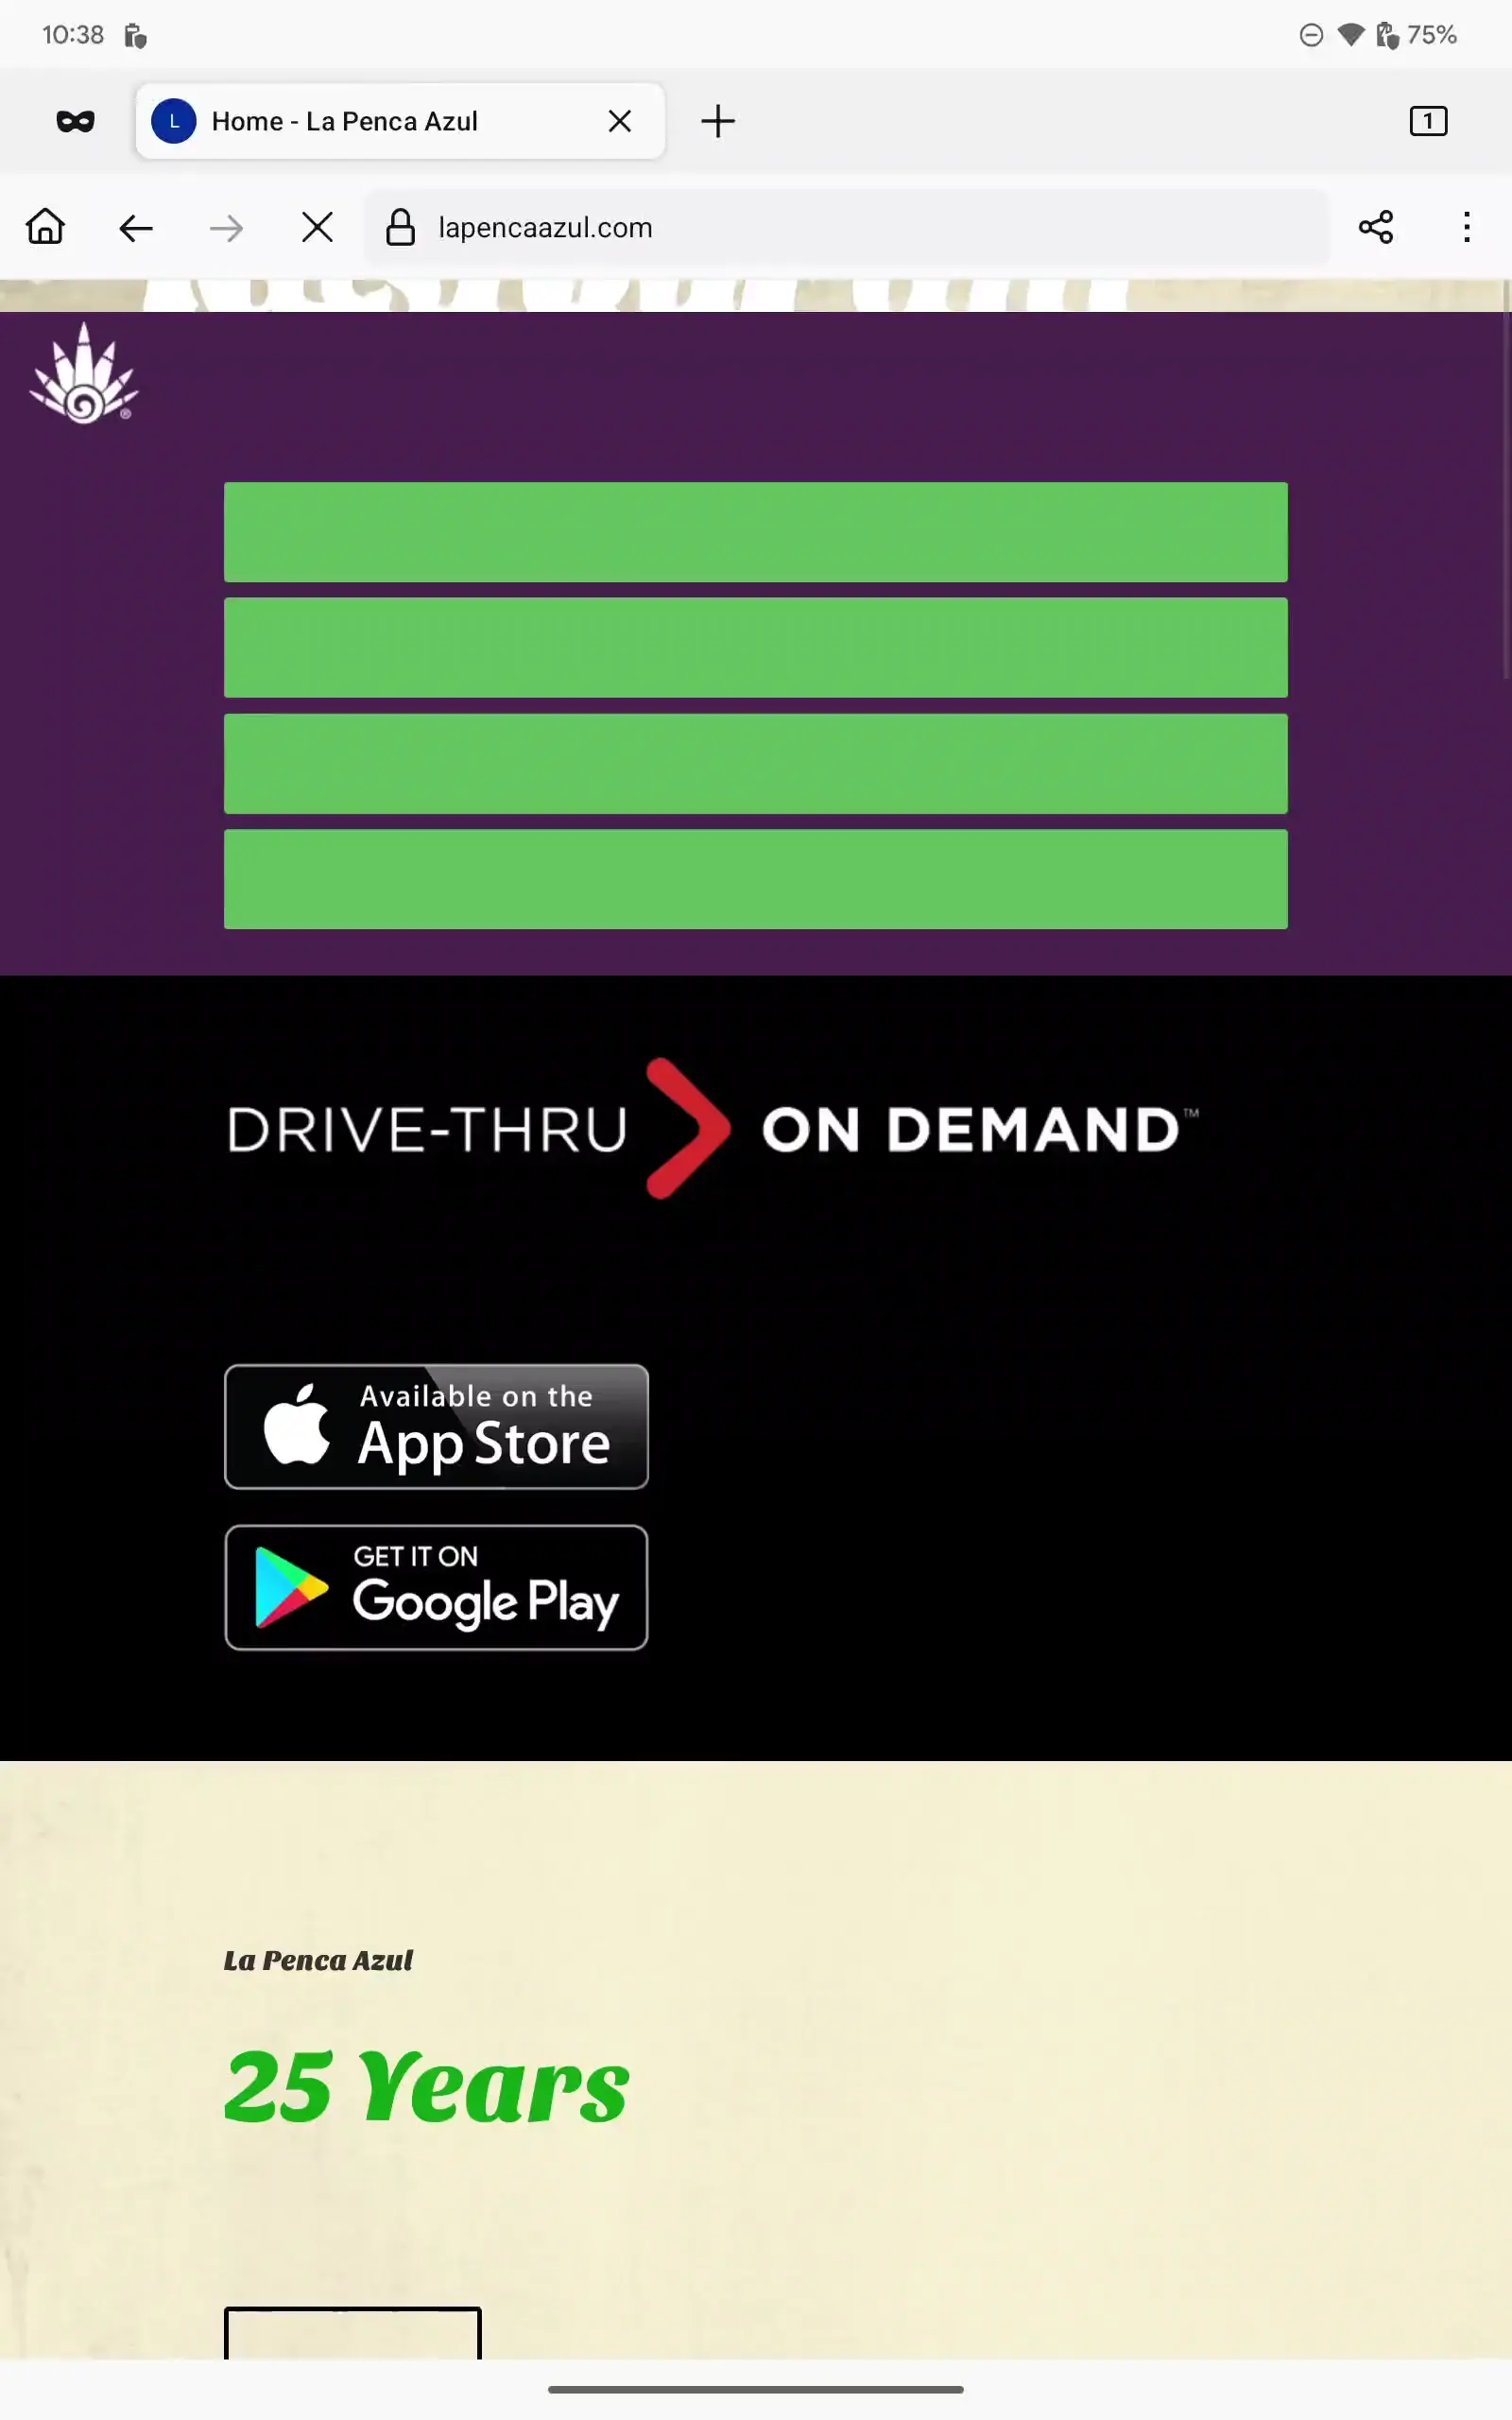 10:38
75%
L
Home - La Penca Azul
1
lapencaazul.com
®
DRIVE-THRU ON DEMAND™
Available on the
App Store
GET IT ON
Google Play
La Penca Azul
25 Years